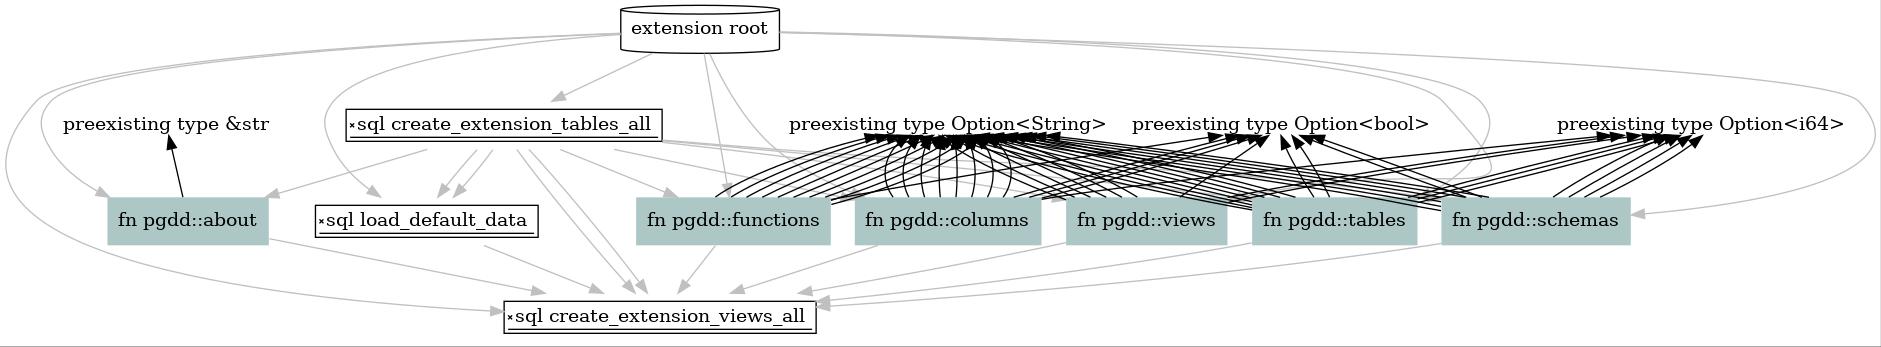 extension root
preexisting type &str
sql create_extension_tables_all
preexisting type Option<String>
preexisting type Option<bool>
preexisting type Option<i64>
fn pgdd::about
sql load_default_data
fn pgdd::functions
fn pgdd::columns
fn pgdd::views
fn pgdd::tables
fn pgdd::schemas
sql create_extension_views_all